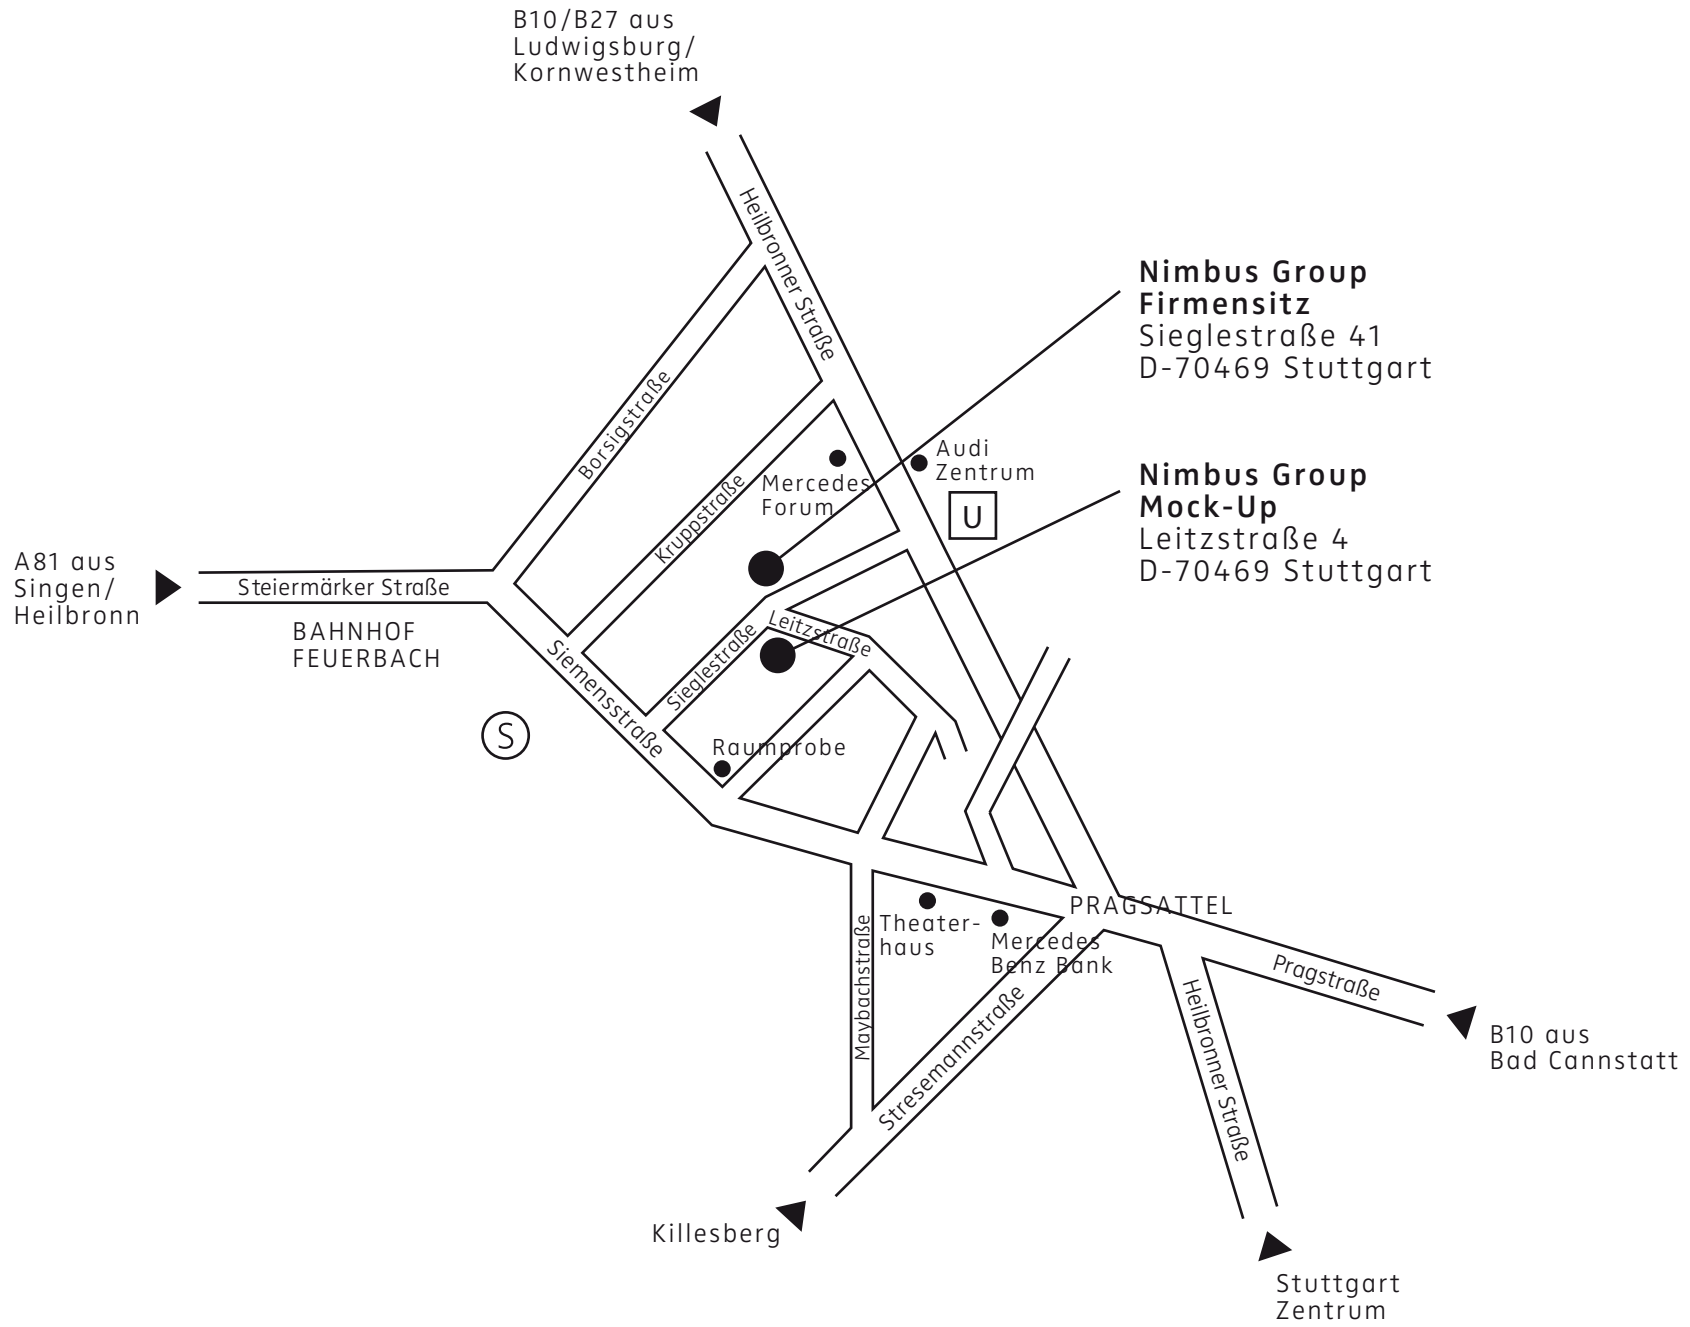 B10/B27 aus
Ludwigsburg/
Kornwestheim
Heilbronner Straße
Nimbus Group
Firmensitz
Sieglestraße 41
D-70469 Stuttgart
Borsigstraße
Audi
Zentrum
Mercedes
Forum
Kruppstraße
U
Nimbus Group
Mock-Up
Leitzstraße 4
D-70469 Stuttgart
A81 aus
Singen/
Heilbronn
Steiermärker Straße
BAHNHOF
FEUERBACH
Leitzstraße
Sieglestraße
Siemensstraße
S
Raumprobe
PRAGSATTEL
Theater-
haus
Mercedes
Benz Bank
Maybachstraße
Stresemannstraße
Pragstraße
Heilbronner Straße
B10 aus
Bad Cannstatt
Killesberg
Stuttgart
Zentrum